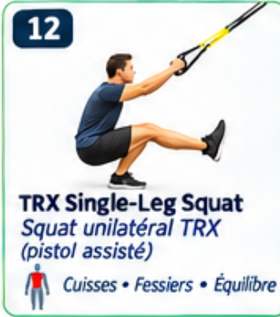 12
TRX Single-Leg Squat
Squat unilatéral TRX
(pistol assisté)
Cuisses • Fessiers • Équilibre